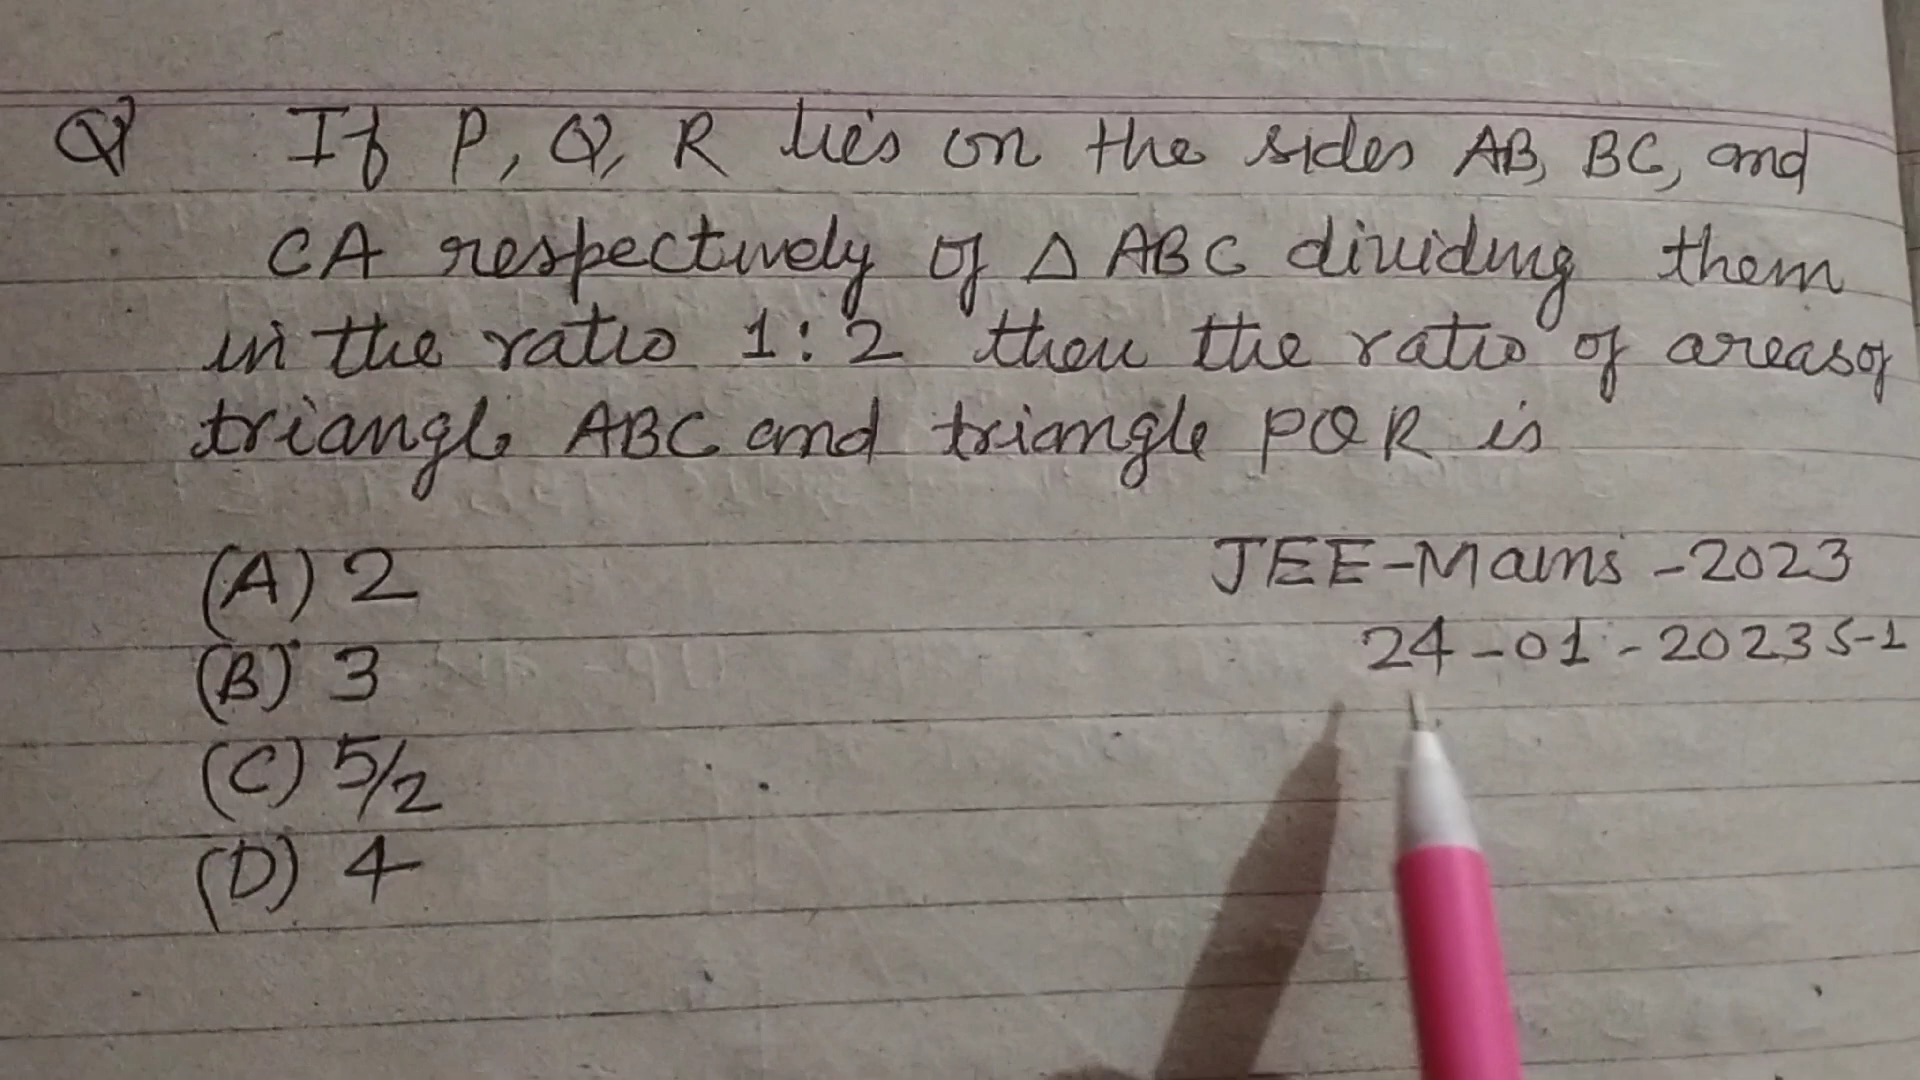 Q If P, Q, R lies on the sides AB, BC, and
CA respectively of △ ABC dividing them
in the ratio 1:2 then the ratio of areas of
triangle ABC and triangle PQR is
(A) 2
JEE-Mains -2023
24-01-2023 S-1
(B) 3
(C) 5/2
(D) 4